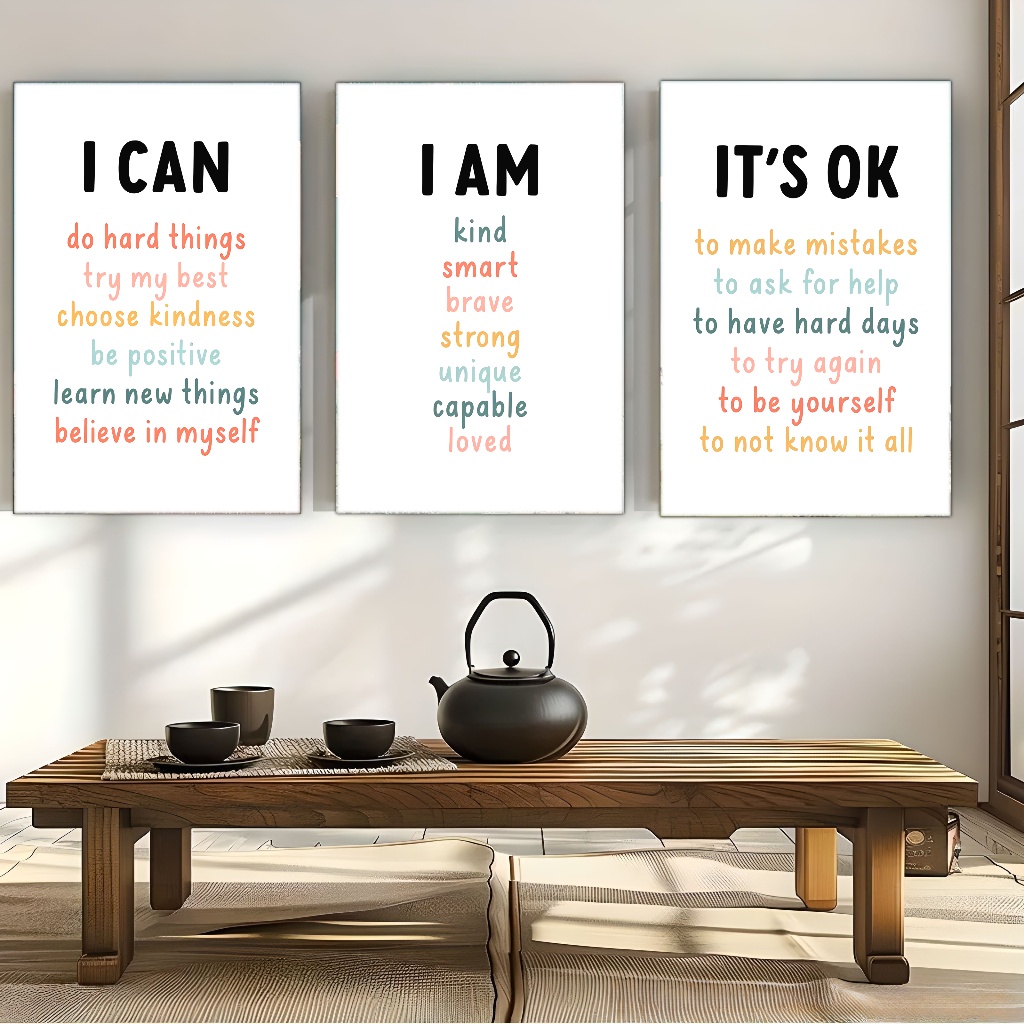 I CAN
do hard things
try my best
choose kindness
be positive
learn new things
believe in myself
I AM
kind
smart
brave
strong
unique
capable
loved
IT'S OK
to make mistakes
to ask for help
to have hard days
to try again
to be yourself
to not know it all